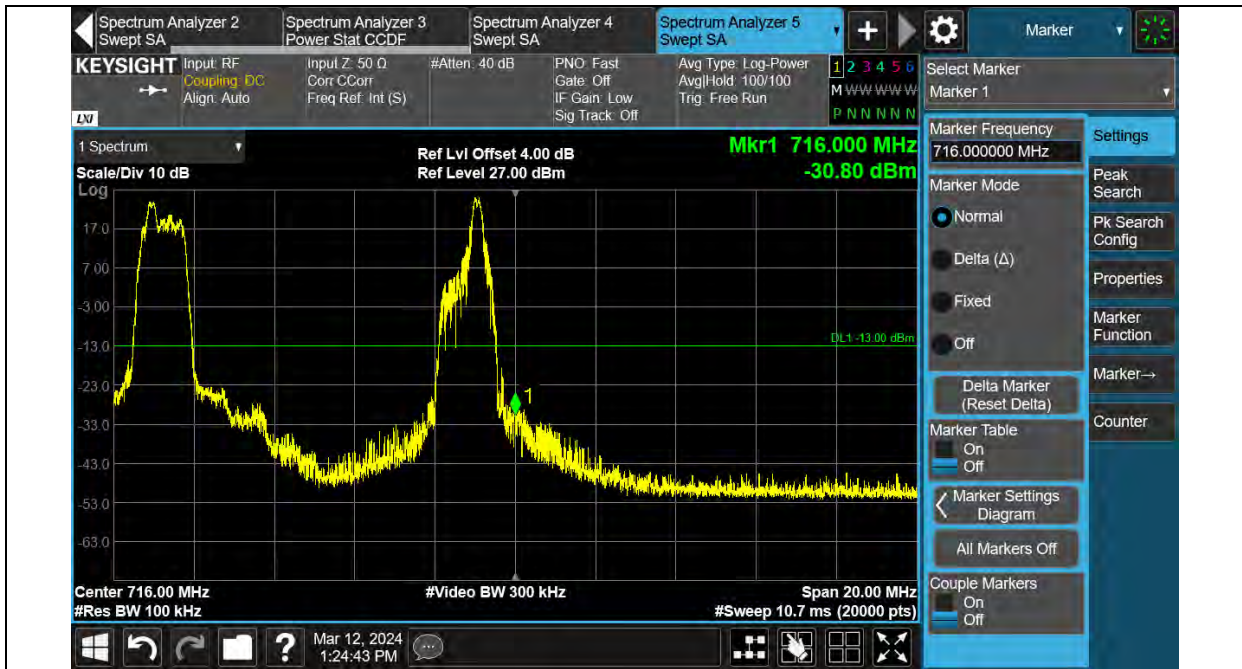 Spectrum Analyzer 2
Swept SA
Spectrum Analyzer 3
Power Stat CCDF
Spectrum Analyzer 4
Swept SA
Spectrum Analyzer 5
Swept SA
+
Marker
KEYSIGHT
LXI
Input: RF
Coupling: DC
Align: Auto
Input Z: 50 Ω
Corr CCorr
Freq Ref: Int (S)
#Atten: 40 dB
PNO: Fast
Gate: Off
IF Gain: Low
Sig Track: Off
Avg Type: Log-Power
Avg|Hold: 100/100
Trig: Free Run
1 2 3 4 5 6
M W W W W W
P N N N N N
Select Marker
Marker 1
1 Spectrum
Scale/Div 10 dB
Ref Lvl Offset 4.00 dB
Ref Level 27.00 dBm
Mkr1 716.000 MHz
-30.80 dBm
Log
17.0
7.00
-3.00
-13.0
-23.0
-33.0
-43.0
-53.0
-63.0
DL1 -13.00 dBm
1
Center 716.00 MHz
#Video BW 300 kHz
Span 20.00 MHz
#Res BW 100 kHz
#Sweep 10.7 ms (20000 pts)
Marker Frequency
716.000000 MHz
Marker Mode
Normal
Delta (Δ)
Fixed
Off
Delta Marker
(Reset Delta)
Marker Table
On
Off
Marker Settings
Diagram
All Markers Off
Couple Markers
On
Off
Settings
Peak
Search
Pk Search
Config
Properties
Marker
Function
Marker→
Counter
?
Mar 12, 2024
1:24:43 PM